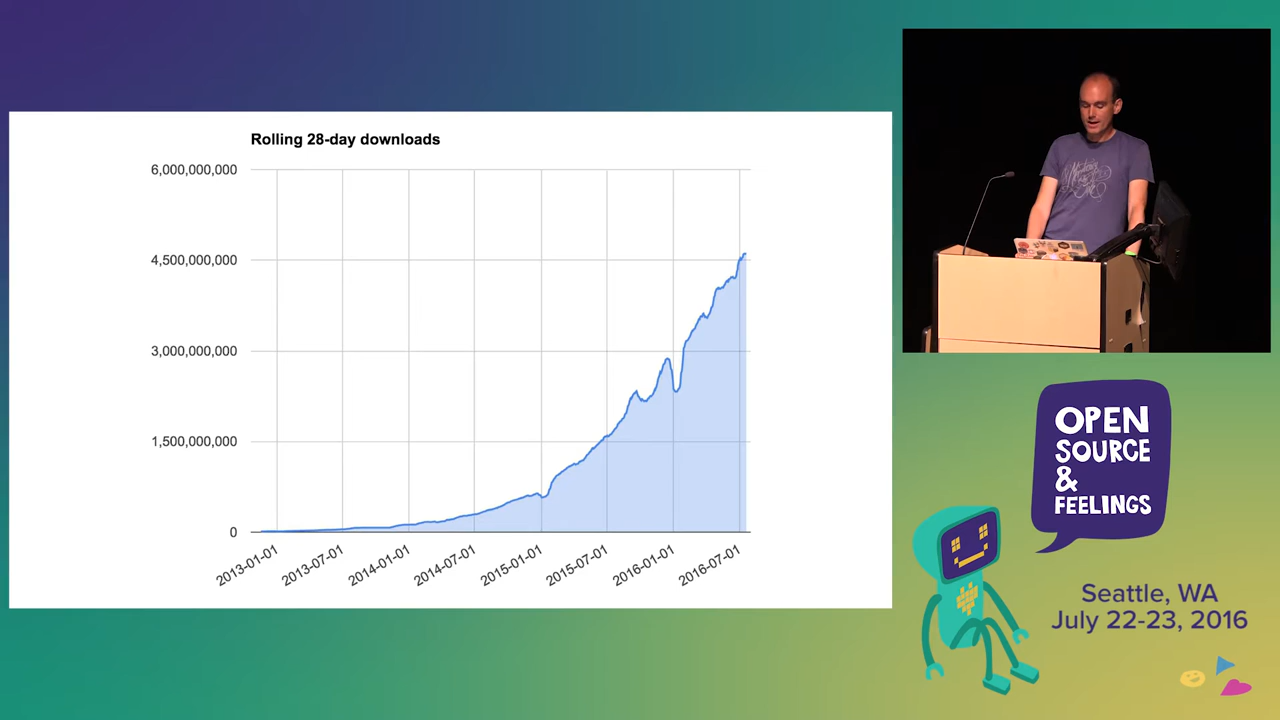 Rolling 28-day downloads
6,000,000,000
4,500,000,000
3,000,000,000
1,500,000,000
0
2013-01-01
2013-07-01
2014-01-01
2014-07-01
2015-01-01
2015-07-01
2016-01-01
2016-07-01
OPEN
SOURCE
&
FEELINGS
Seattle, WA
July 22-23, 2016